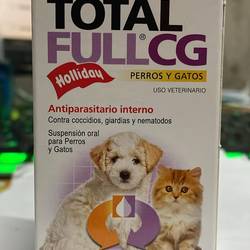 TOTAL
FULL®CG
Holliday
PERROS Y GATOS
USO VETERINARIO
Antiparasitario interno
Contra coccidios, giardias y nematodos
Suspensión oral
para Perros
y Gatos